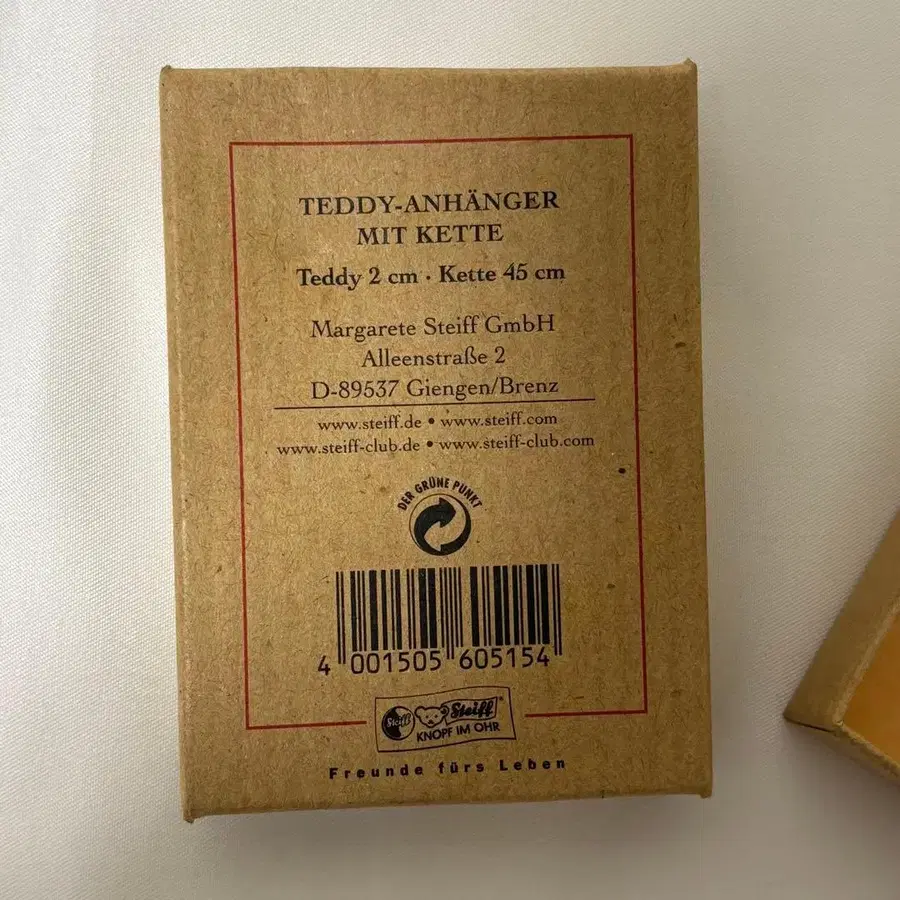 TEDDY-ANHÄNGER
MIT KETTE
Teddy 2 cm · Kette 45 cm
Margarete Steiff GmbH
Alleenstraße 2
D-89537 Giengen/Brenz
www.steiff.de • www.steiff.com
www.steiff-club.de • www.steiff-club.com
DER GRÜNE PUNKT
4 001505 605154
Steiff Steiff®
KNOPF IM OHR
Freunde fürs Leben